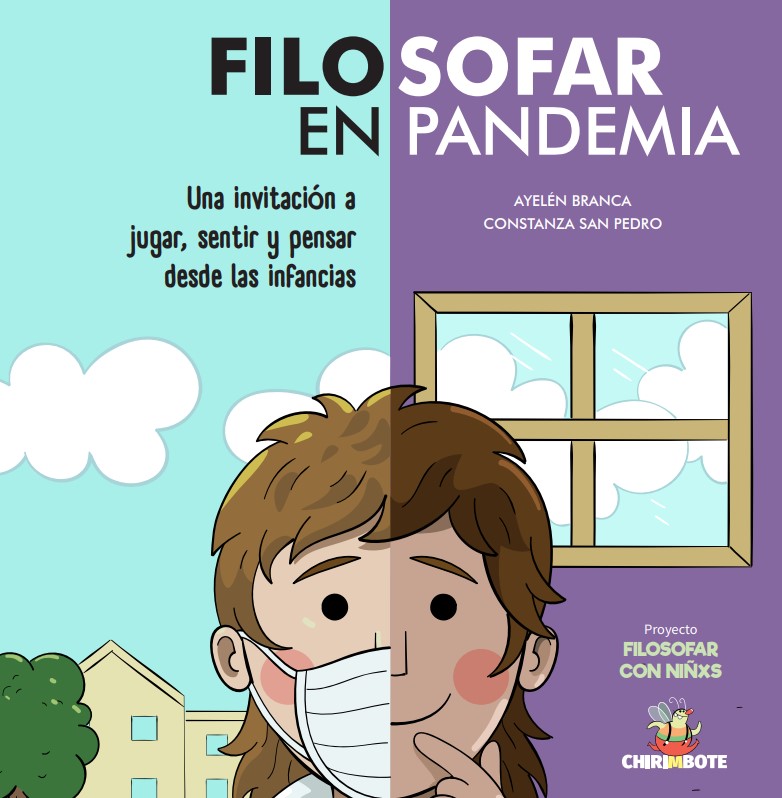 FILOSOFAR
EN PANDEMIA
Una invitación a
jugar, sentir y pensar
desde las infancias
AYELÉN BRANCA
CONSTANZA SAN PEDRO
Proyecto
FILOSOFAR
CON NIÑXS
CHIRIMBOTE